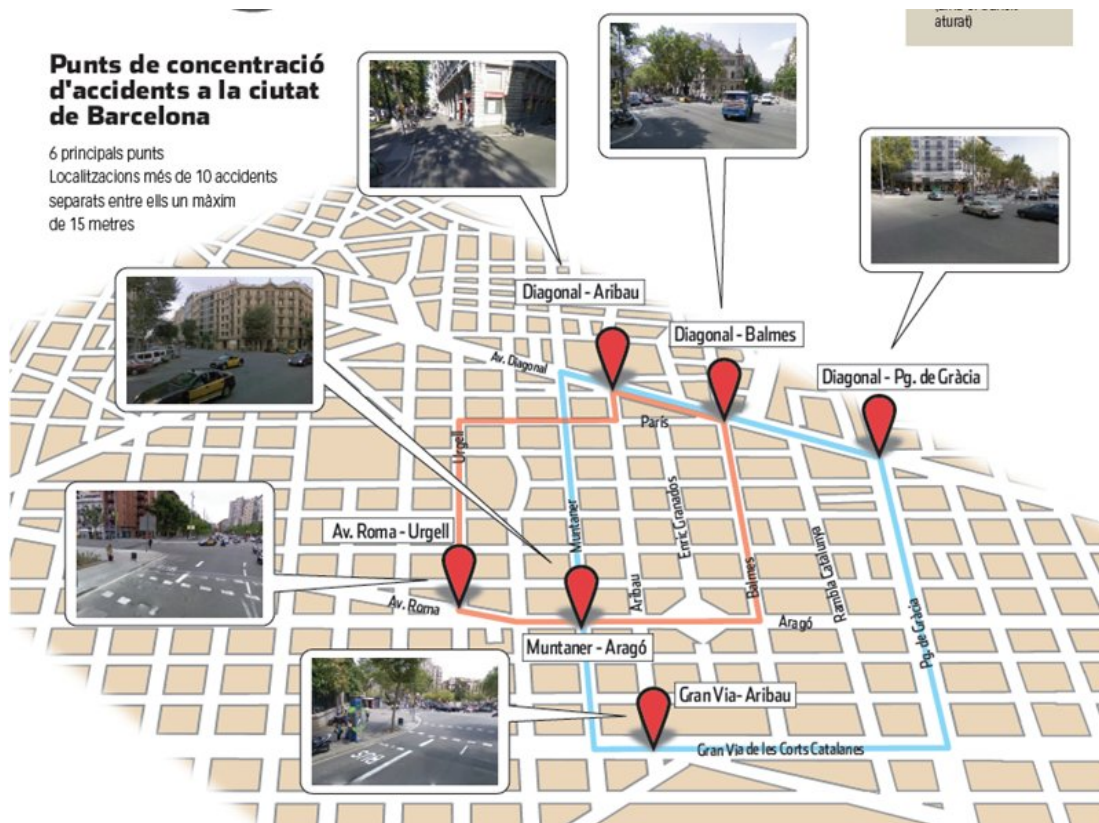 aturat)
Punts de concentració
d'accidents a la ciutat
de Barcelona
6 principals punts
Localitzacions més de 10 accidents
separats entre ells un màxim
de 15 metres
Diagonal - Aribau
Diagonal - Balmes
Diagonal - Pg. de Gràcia
Av. Diagonal
París
Urgell
Muntaner
Enric Granados
Av. Roma - Urgell
Rambla Catalunya
Aribau
Balmes
Av. Roma
Aragó
Pg. de Gràcia
Muntaner - Aragó
Gran Via- Aribau
BUS
Gran Via de les Corts Catalanes